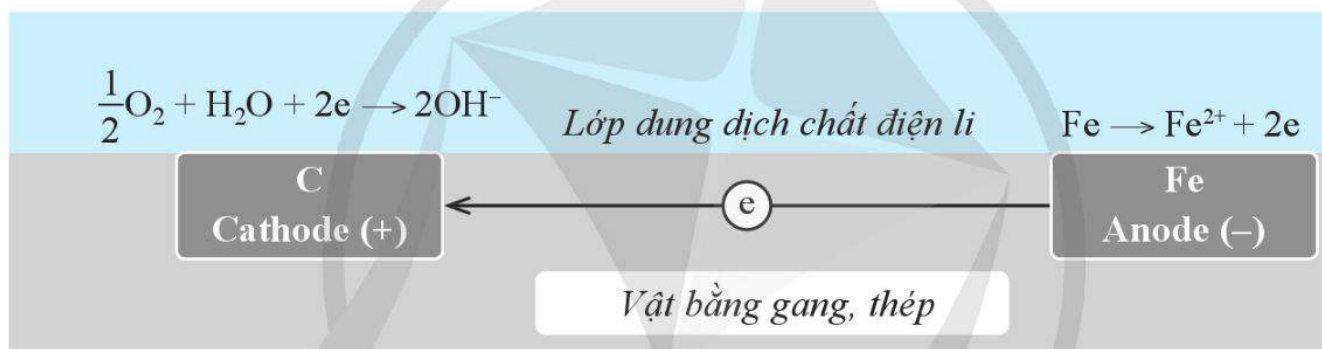 ½O₂ + H₂O + 2e → 2OH⁻
Lớp dung dịch chất điện li
Fe → Fe²⁺ + 2e
C
Cathode (+)
e
Fe
Anode (–)
Vật bằng gang, thép